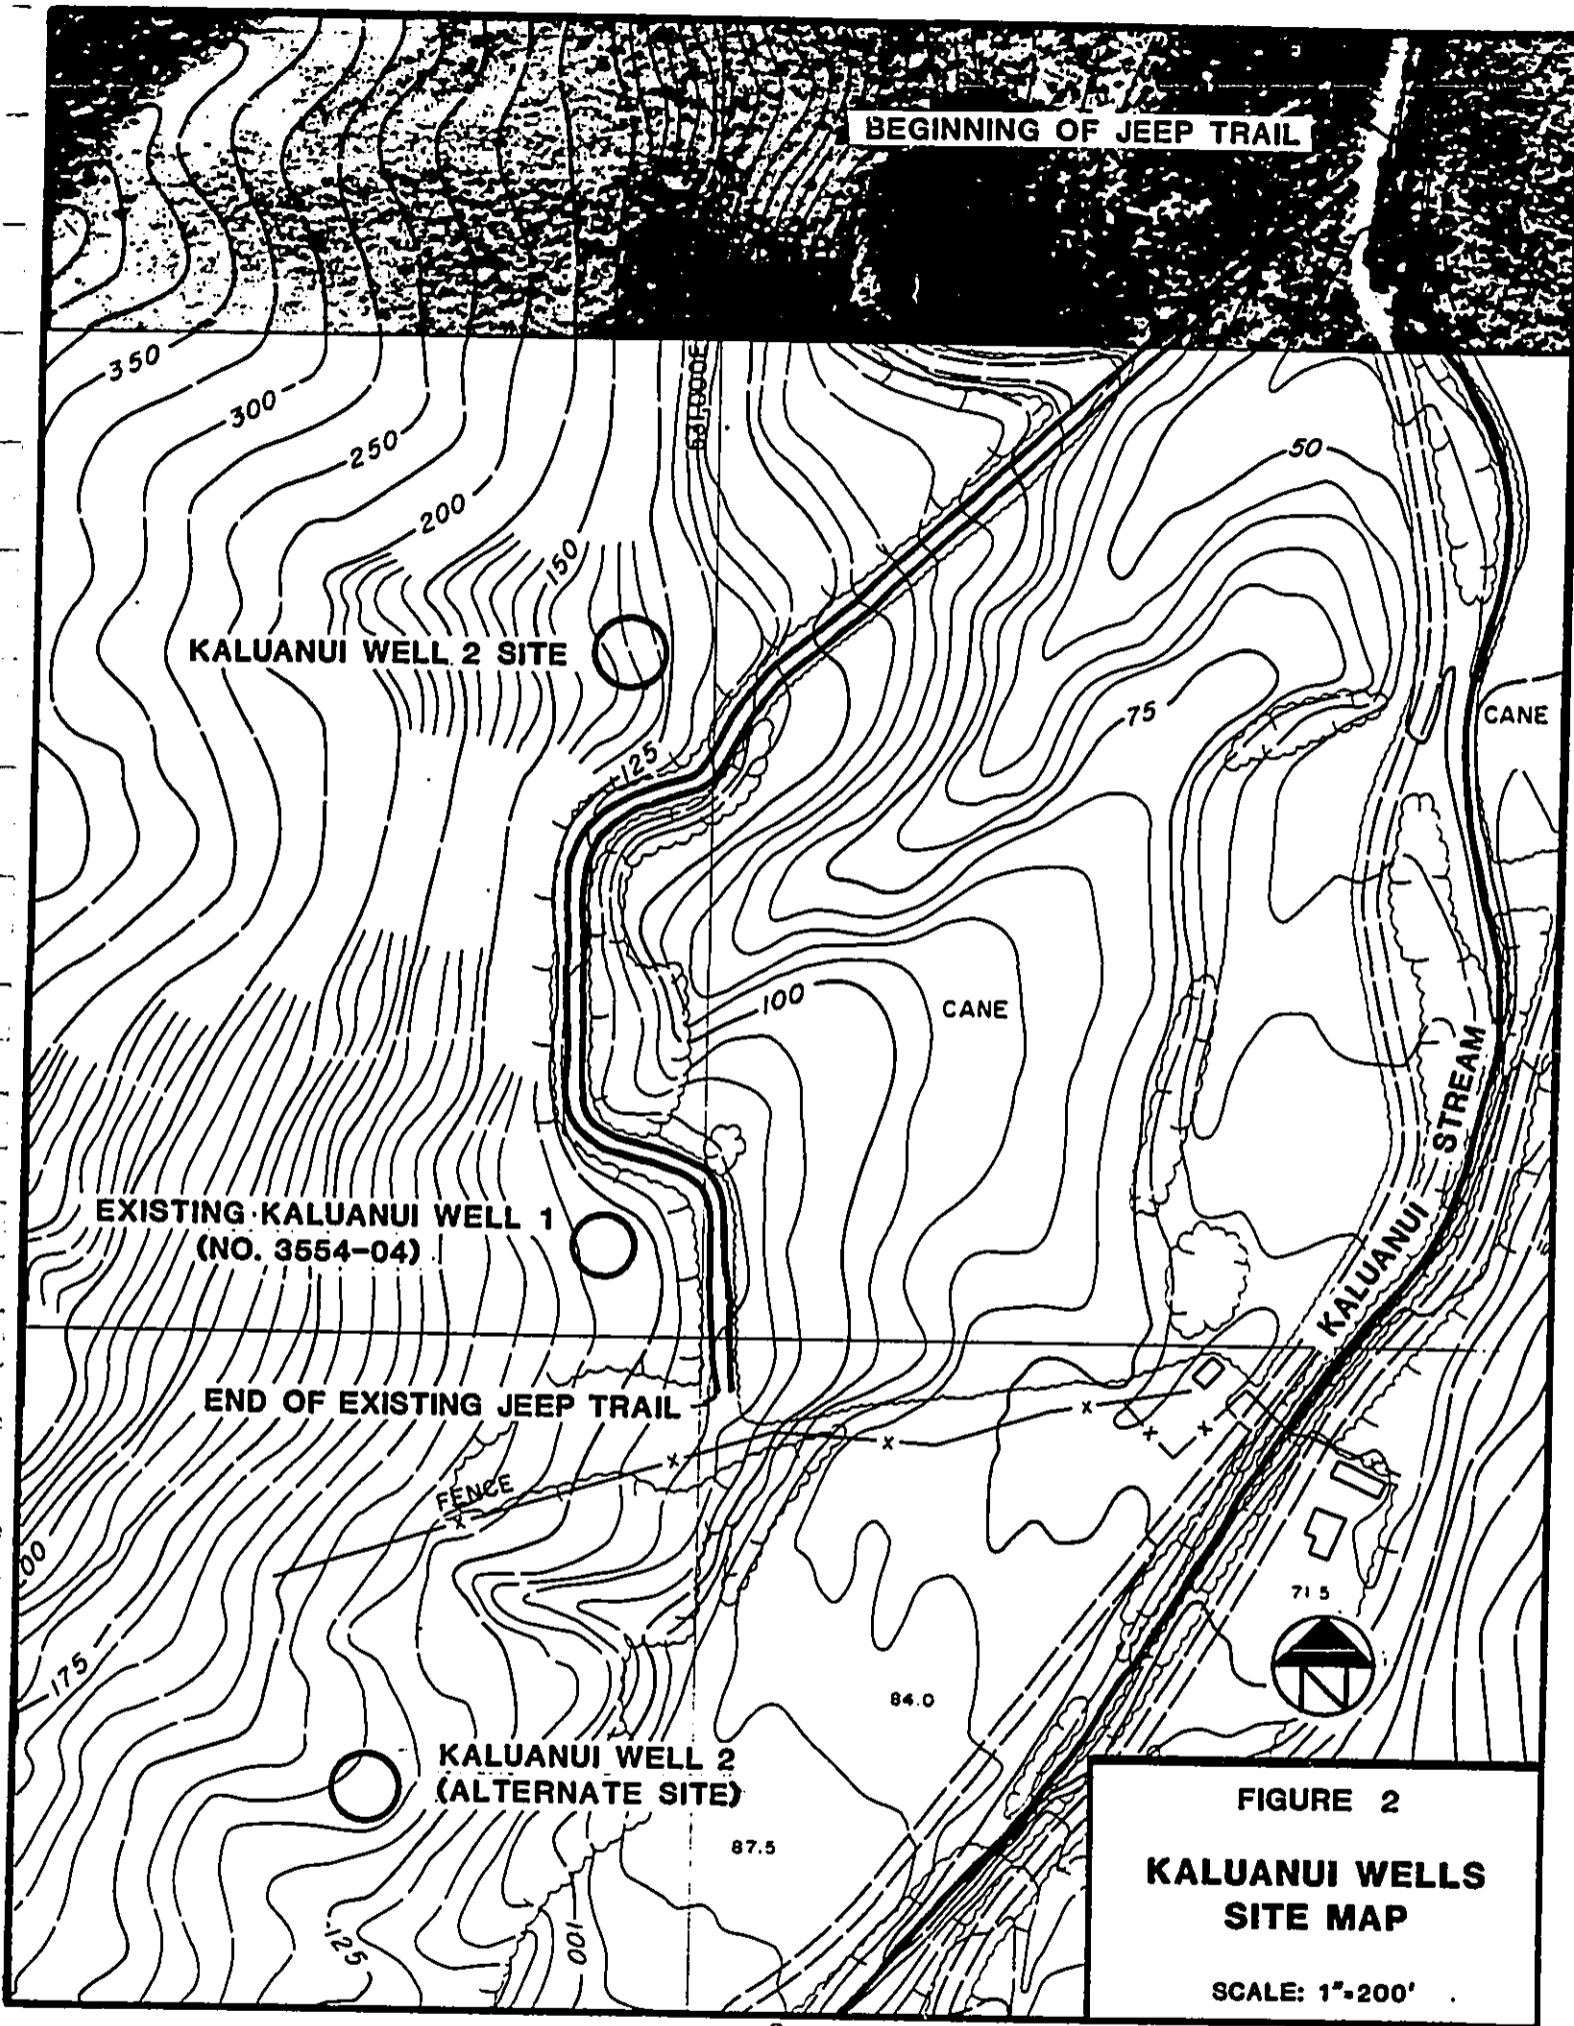 BEGINNING OF JEEP TRAIL
350
300
250
200
150
631,000E
50
KALUANUI WELL 2 SITE
75
CANE
125
100
CANE
KALUANUI STREAM
EXISTING KALUANUI WELL 1
(NO. 3554-04)
END OF EXISTING JEEP TRAIL
FENCE
00
71.5
N
175
84.0
KALUANUI WELL 2
(ALTERNATE SITE)
87.5
125
100
FIGURE 2
KALUANUI WELLS
SITE MAP
SCALE: 1"=200'